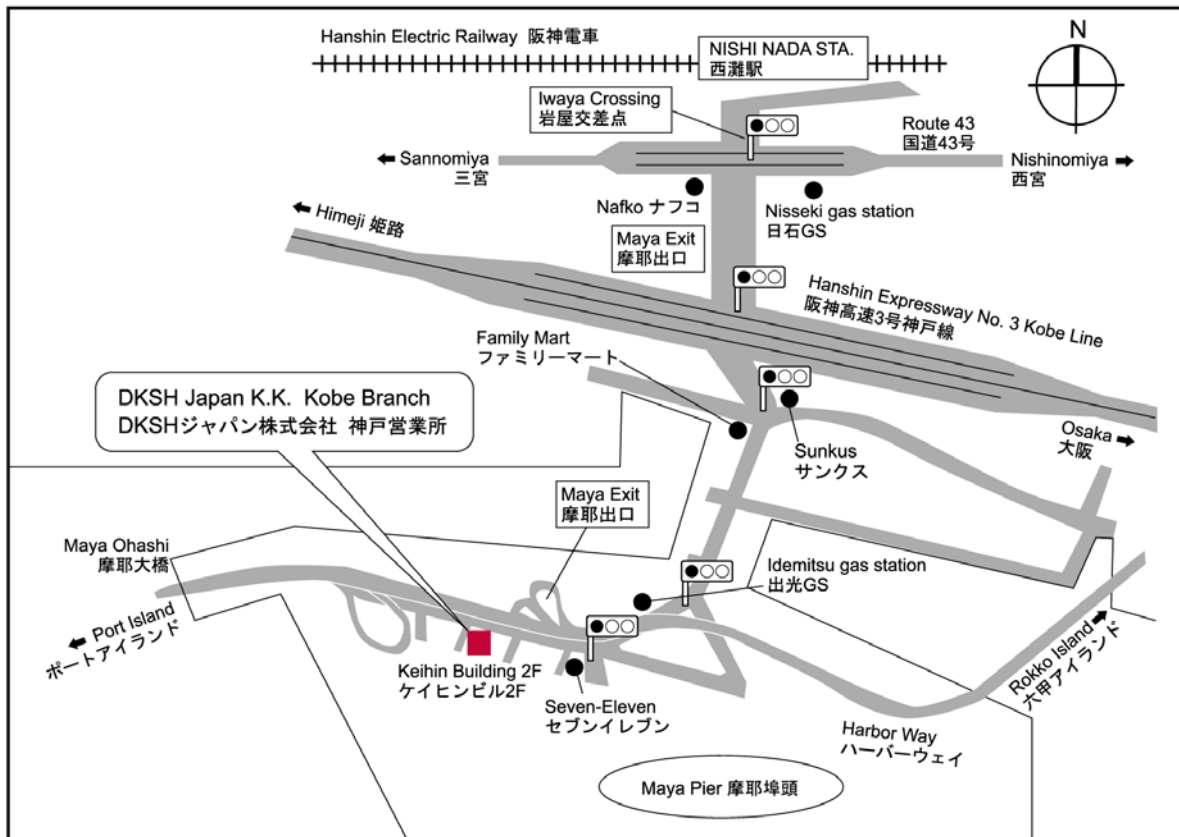 Hanshin Electric Railway 阪神電車
NISHI NADA STA.
西灘駅
N
Iwaya Crossing
岩屋交差点
Route 43
国道43号
Sannomiya
三宮
Nishinomiya
西宮
Nafko ナフコ
Nisseki gas station
日石GS
Himeji 姫路
Maya Exit
摩耶出口
Hanshin Expressway No. 3 Kobe Line
阪神高速3号神戸線
Family Mart
ファミリーマート
DKSH Japan K.K. Kobe Branch
DKSHジャパン株式会社 神戸営業所
Sunkus
サンクス
Osaka
大阪
Maya Exit
摩耶出口
Maya Ohashi
摩耶大橋
Idemitsu gas station
出光GS
Port Island
ポートアイランド
Keihin Building 2F
ケイヒンビル2F
Seven-Eleven
セブンイレブン
Rokko Island
六甲アイランド
Harbor Way
ハーバーウェイ
Maya Pier 摩耶埠頭